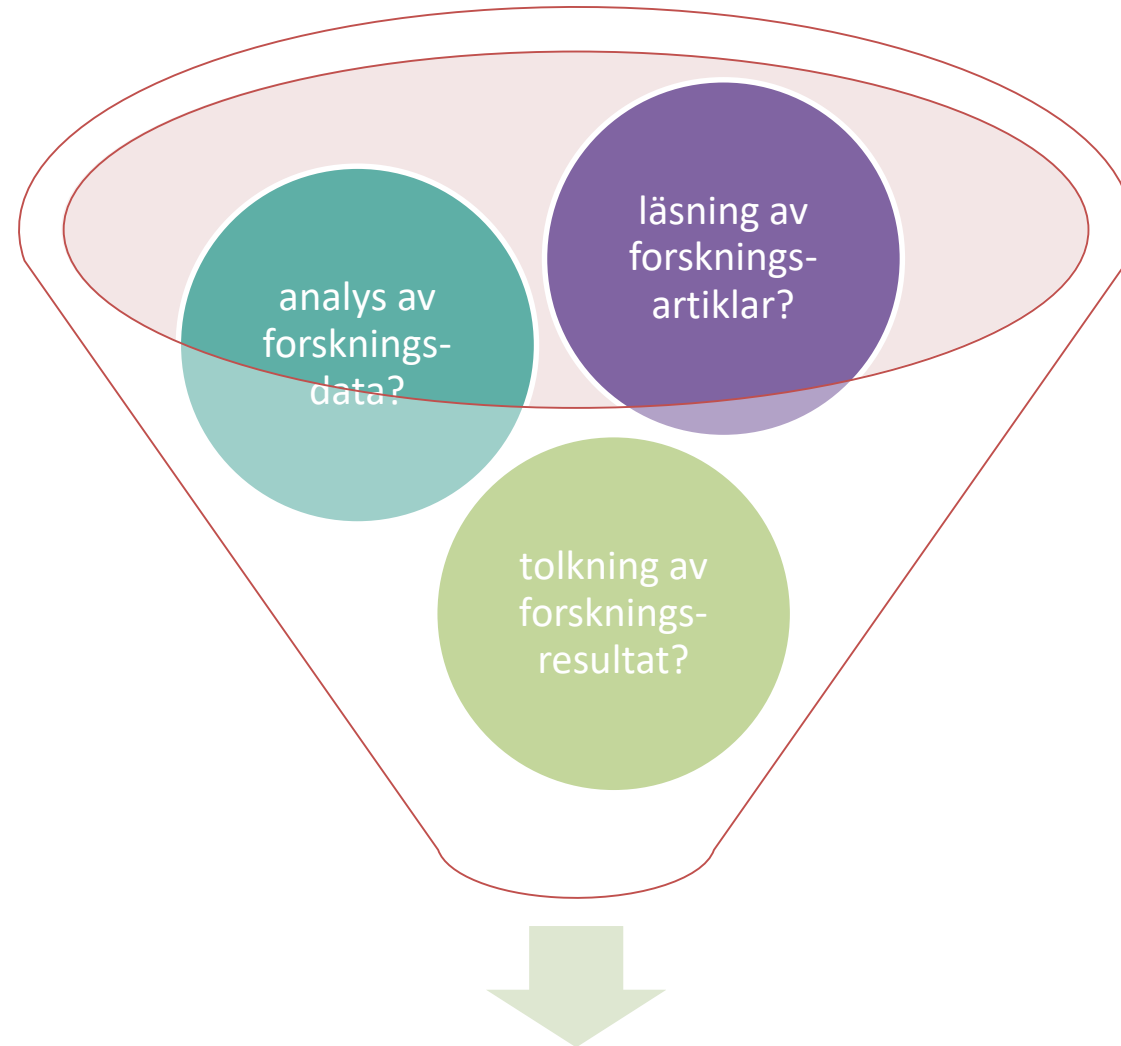 analys av
forsknings-
data?
läsning av
forsknings-
artiklar?
tolkning av
forsknings-
resultat?